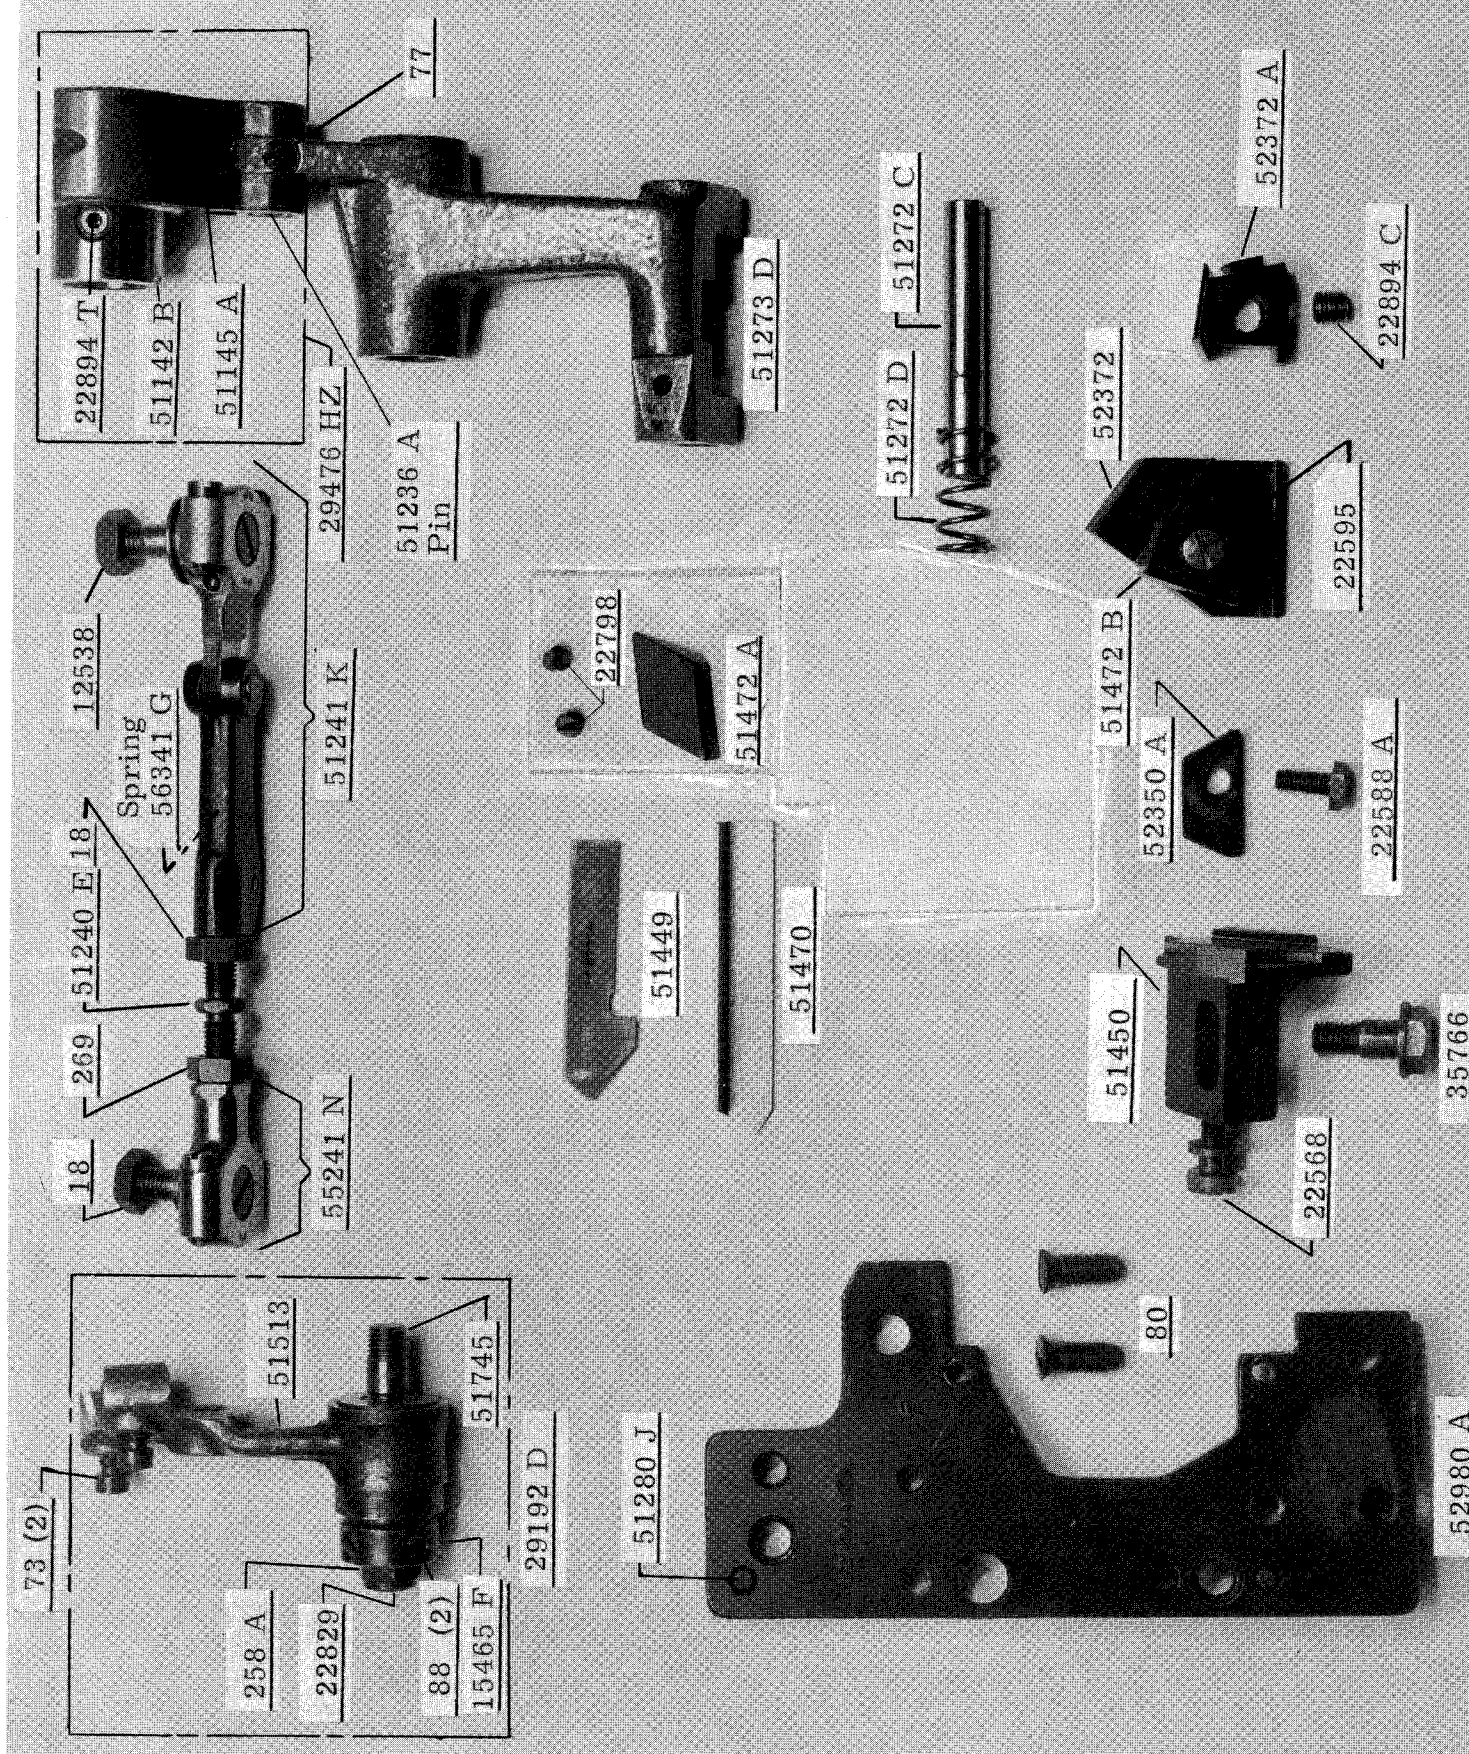 73 (2)
258 A
22829
88 (2)
15465 F
29192 D
51513
51745
18
269
51240 E
18
Spring
56341 G
12538
55241 N
51241 K
22894 T
51142 B
51145 A
29476 HZ
51236 A
Pin
77
51273 D
51280 J
52980 A
80
51449
51470
22798
51472 A
51272 D
51272 C
51450
22568
35766
52350 A
22588 A
51472 B
52372
22595
52372 A
22894 C